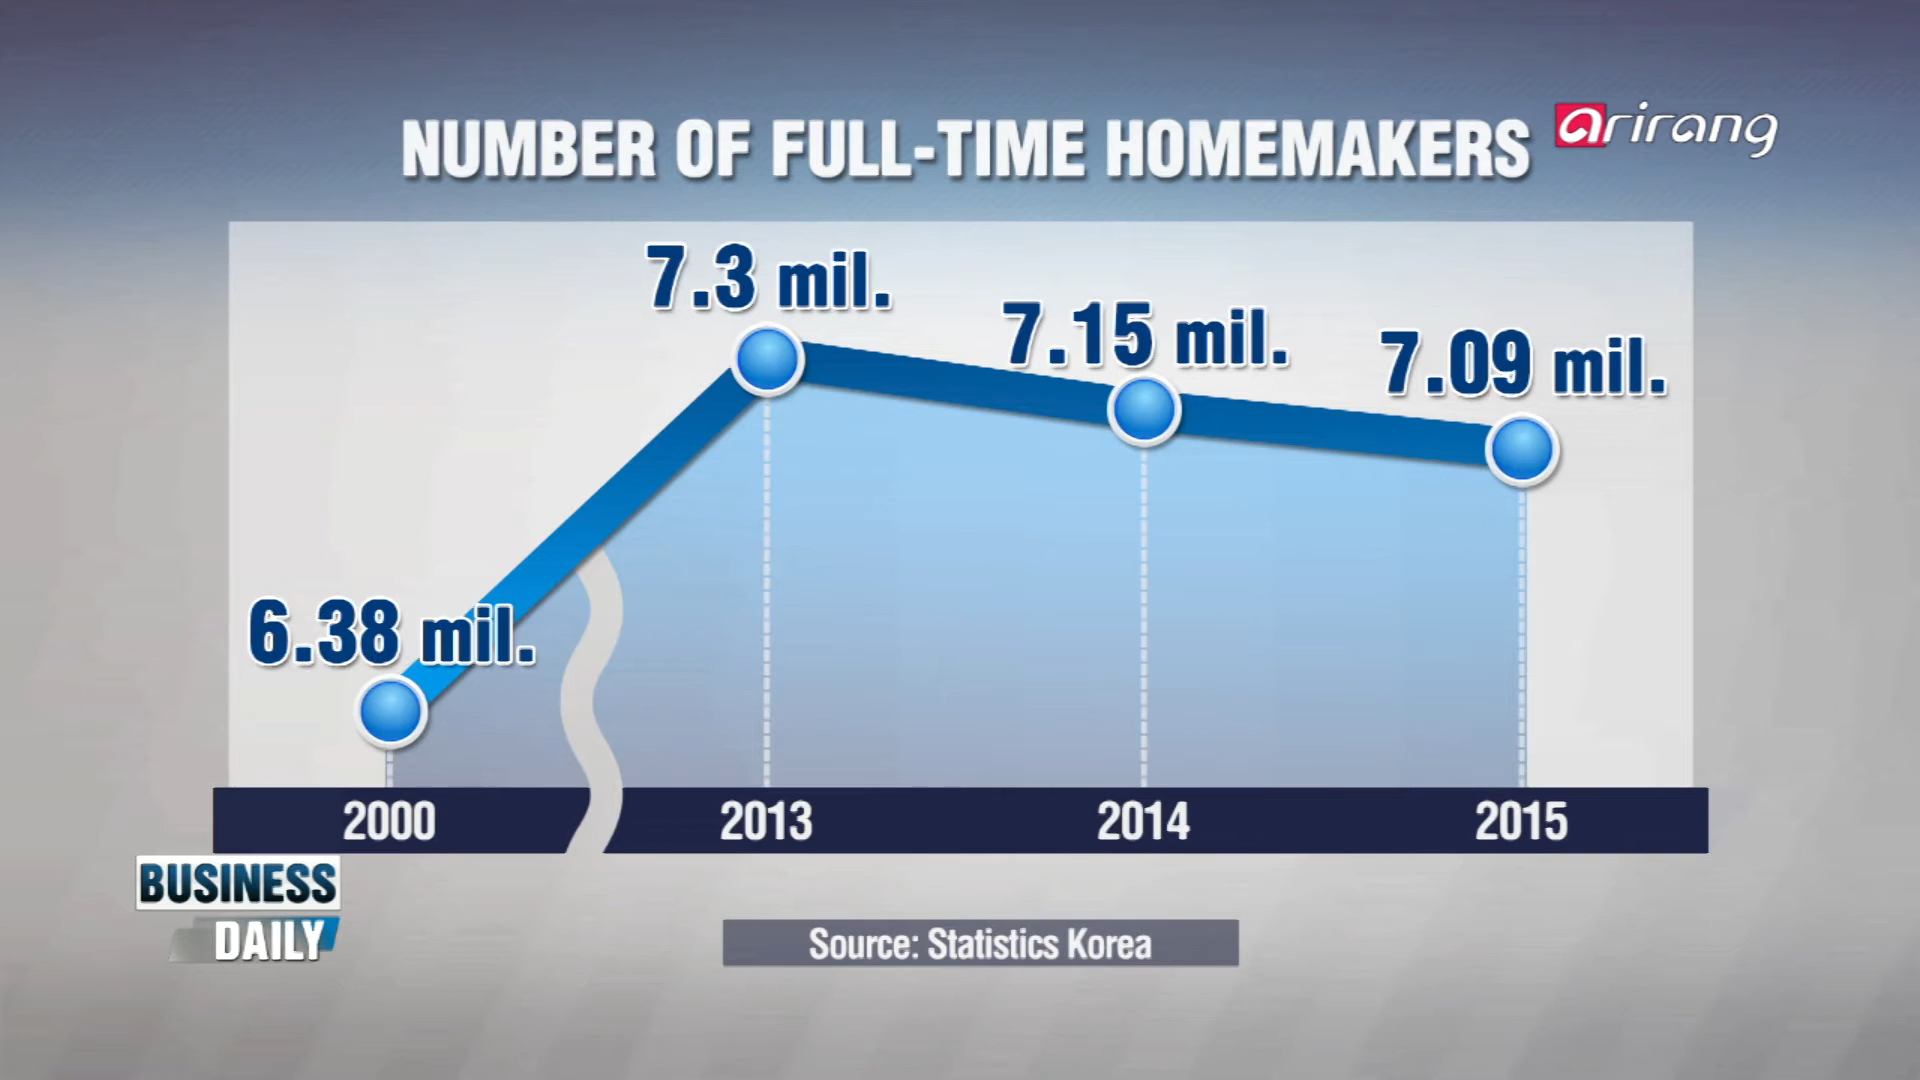 NUMBER OF FULL-TIME HOMEMAKERS
arirang
7.3 mil.
7.15 mil.
7.09 mil.
6.38 mil.
2000
2013
2014
2015
BUSINESS
DAILY
Source: Statistics Korea